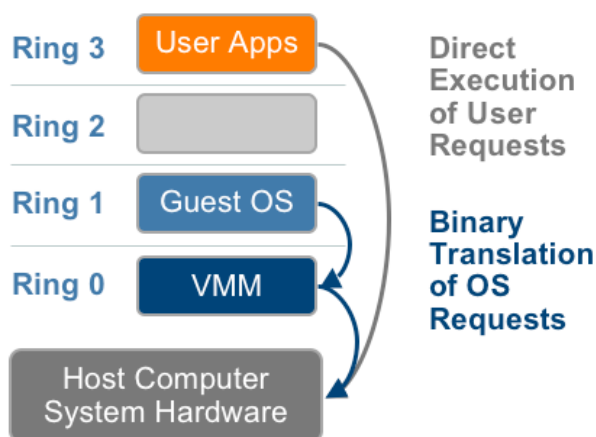 Ring 3
User Apps
Direct
Execution
of User
Requests
Ring 2
Ring 1
Guest OS
Binary
Translation
of OS
Requests
Ring 0
VMM
Host Computer
System Hardware